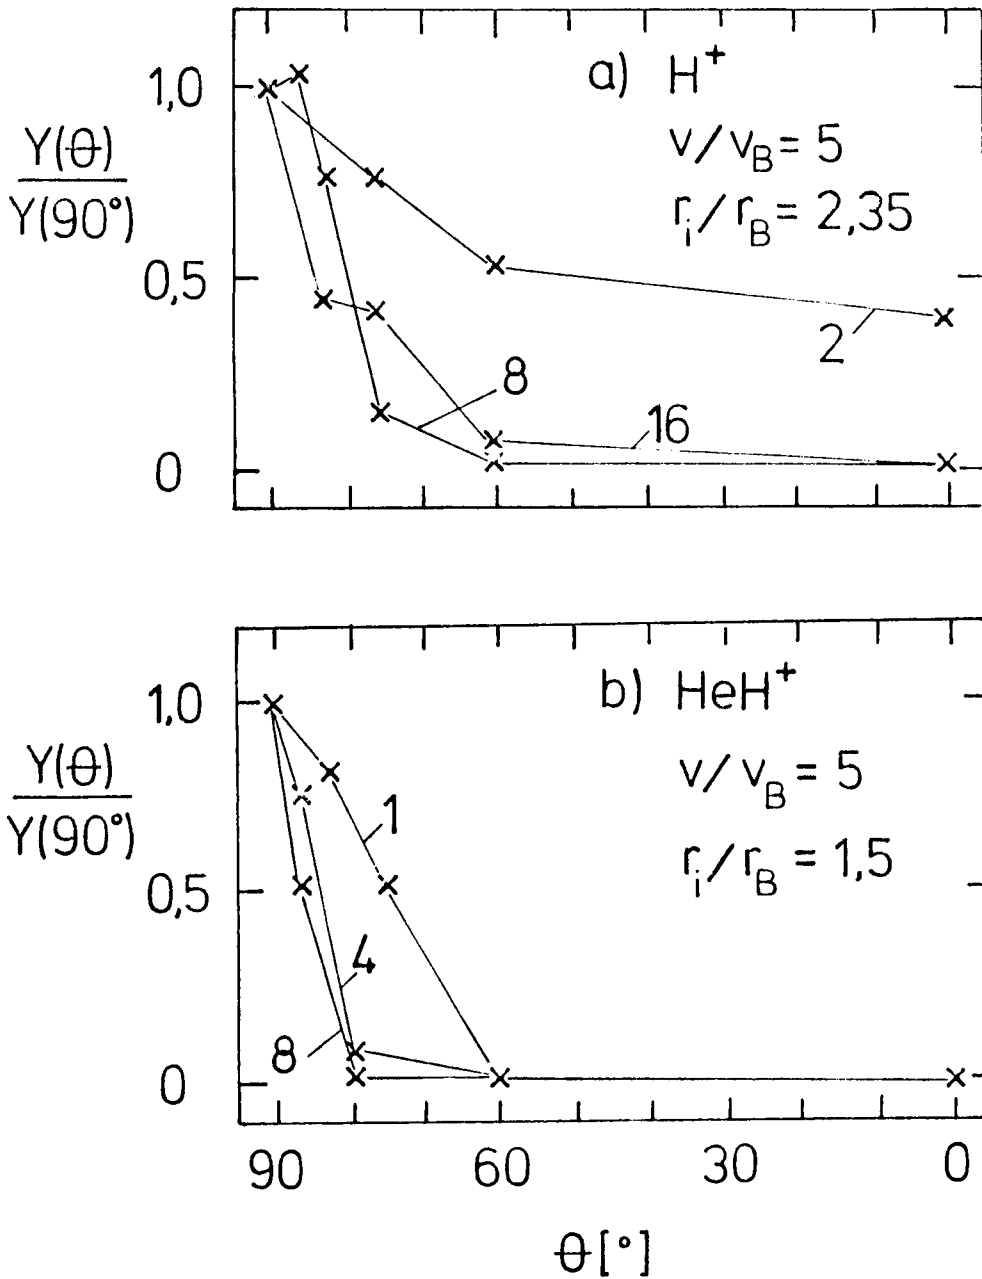 a) H⁺
1,0
v/v_B = 5
Y(θ)
Y(90°)
r_i/r_B = 2,35
0,5
2
8
16
0
b) HeH⁺
1,0
v/v_B = 5
Y(θ)
Y(90°)
1
r_i/r_B = 1,5
0,5
4
8
0
90 60 30 0
θ[°]